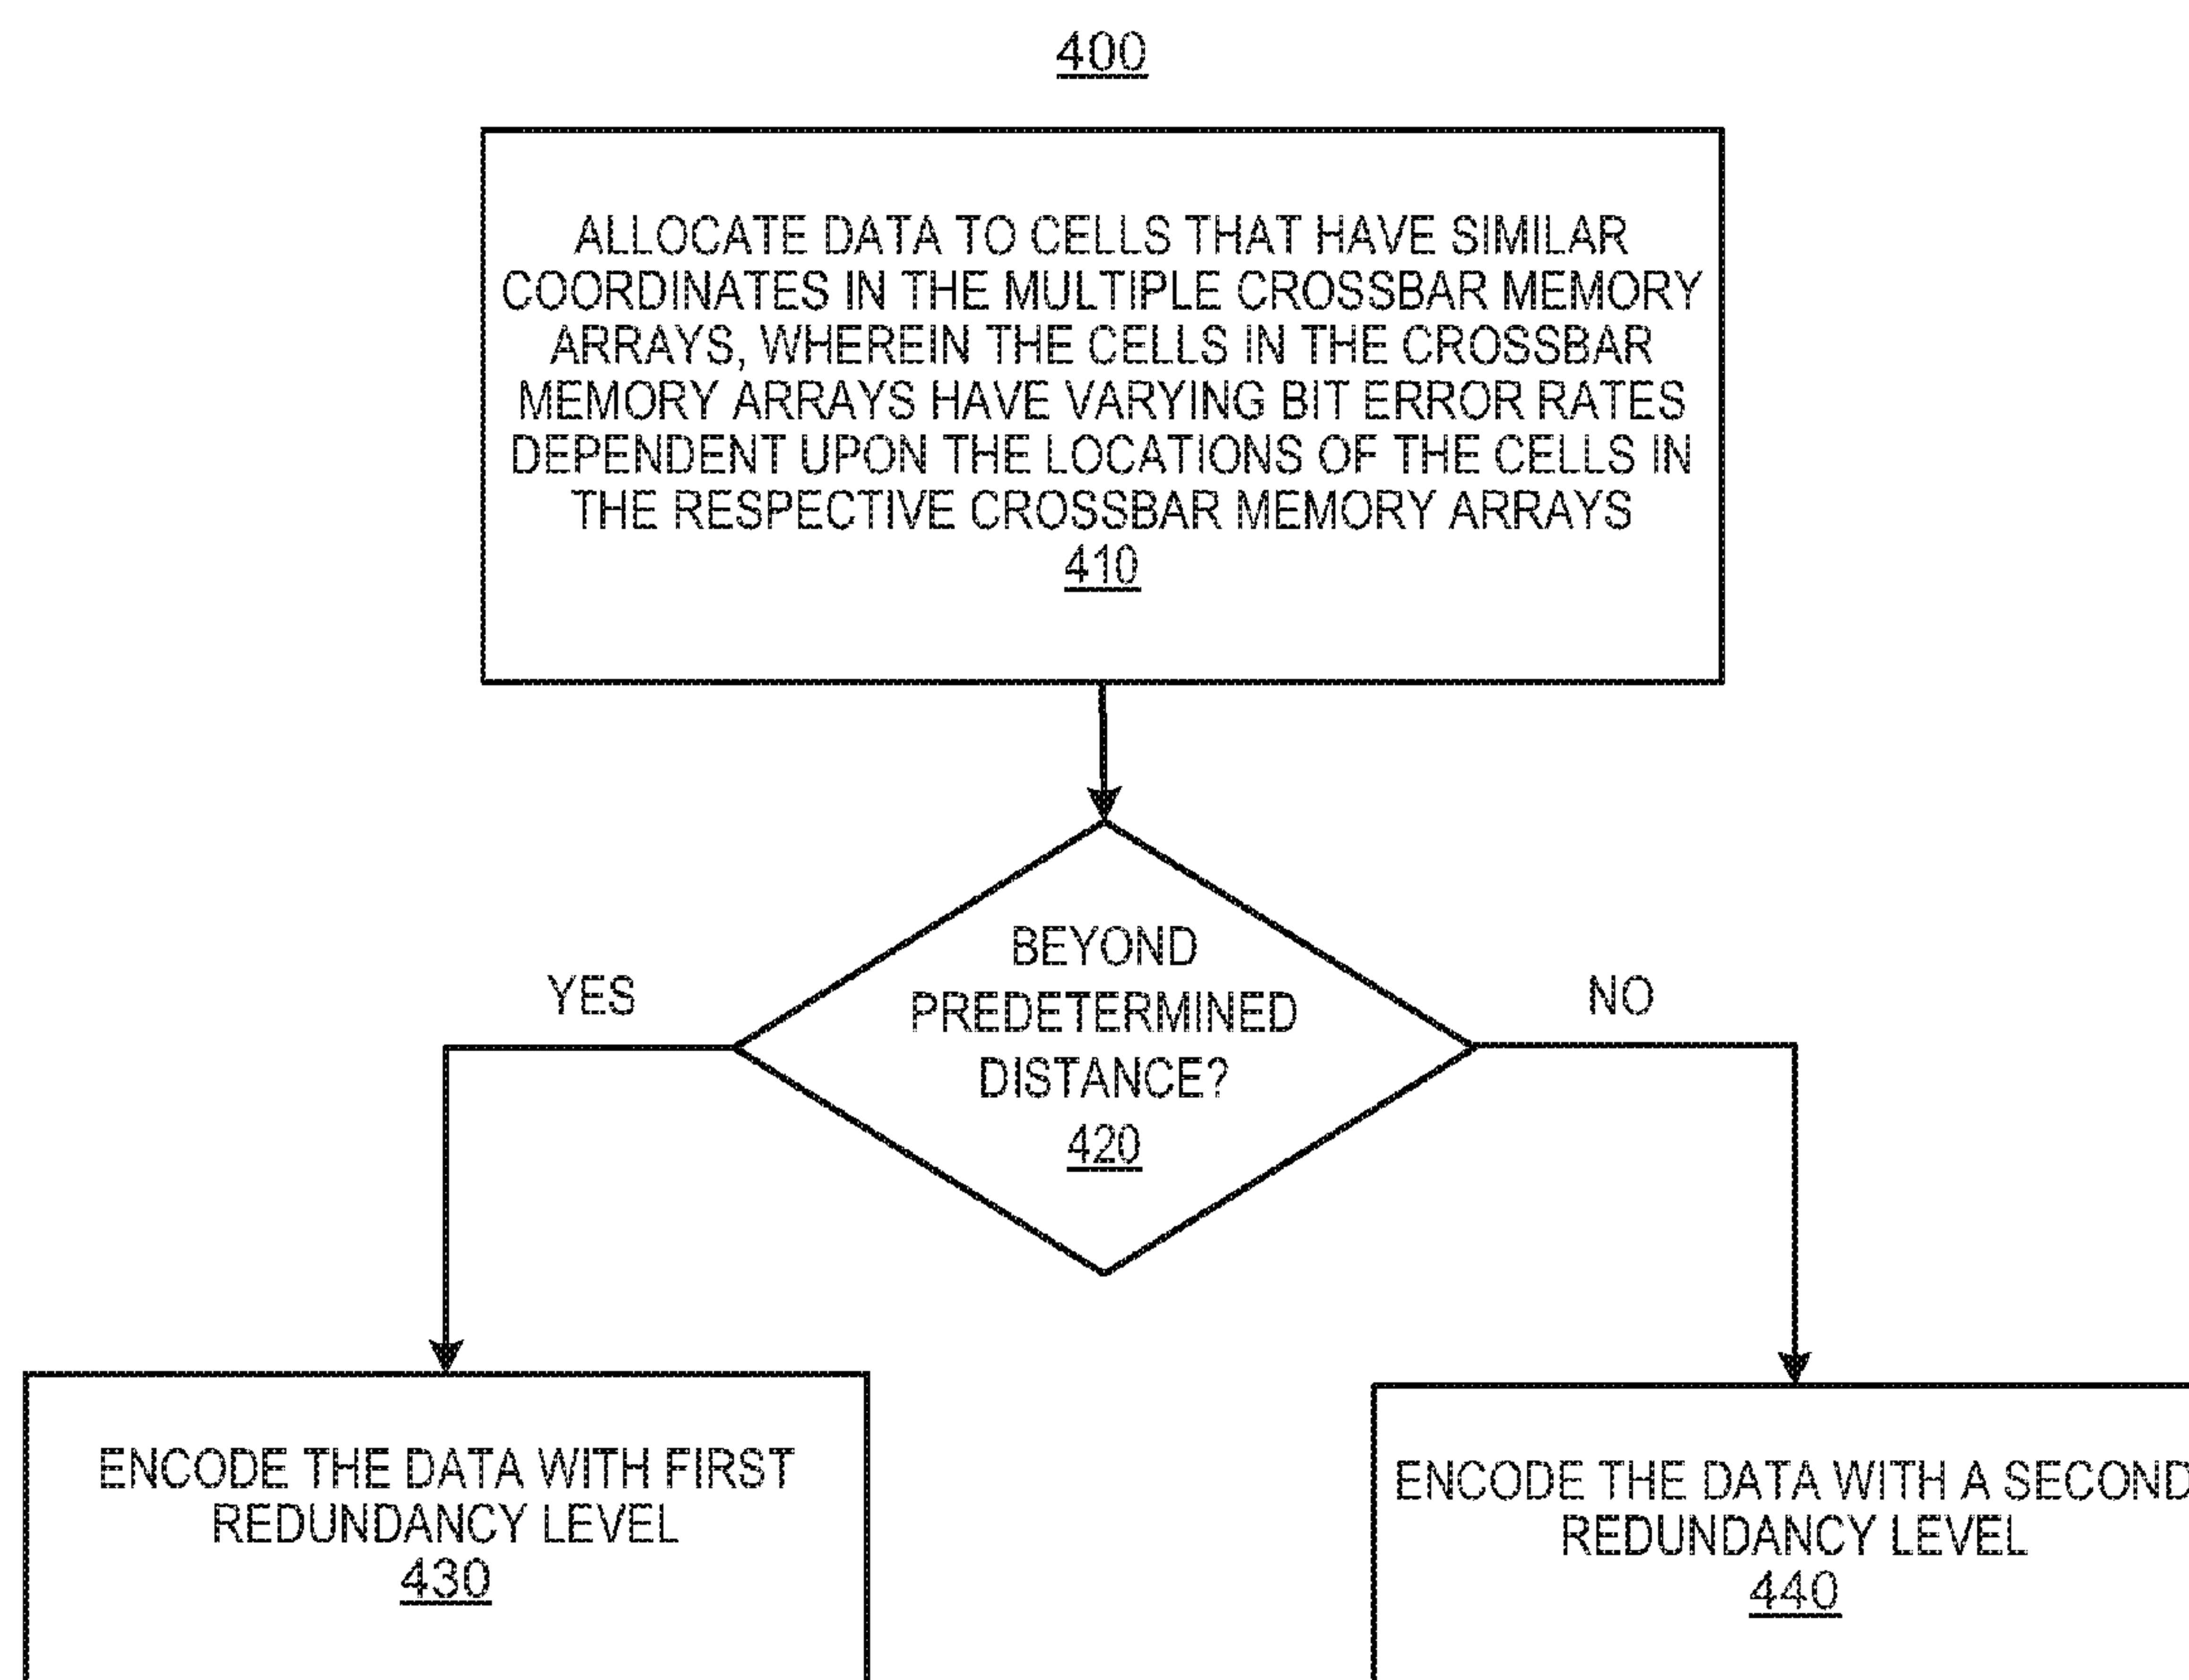 400
ALLOCATE DATA TO CELLS THAT HAVE SIMILAR
COORDINATES IN THE MULTIPLE CROSSBAR MEMORY
ARRAYS, WHEREIN THE CELLS IN THE CROSSBAR
MEMORY ARRAYS HAVE VARYING BIT ERROR RATES
DEPENDENT UPON THE LOCATIONS OF THE CELLS IN
THE RESPECTIVE CROSSBAR MEMORY ARRAYS
410
BEYOND
PREDETERMINED
DISTANCE?
420
YES
NO
ENCODE THE DATA WITH FIRST
REDUNDANCY LEVEL
430
ENCODE THE DATA WITH A SECOND
REDUNDANCY LEVEL
440